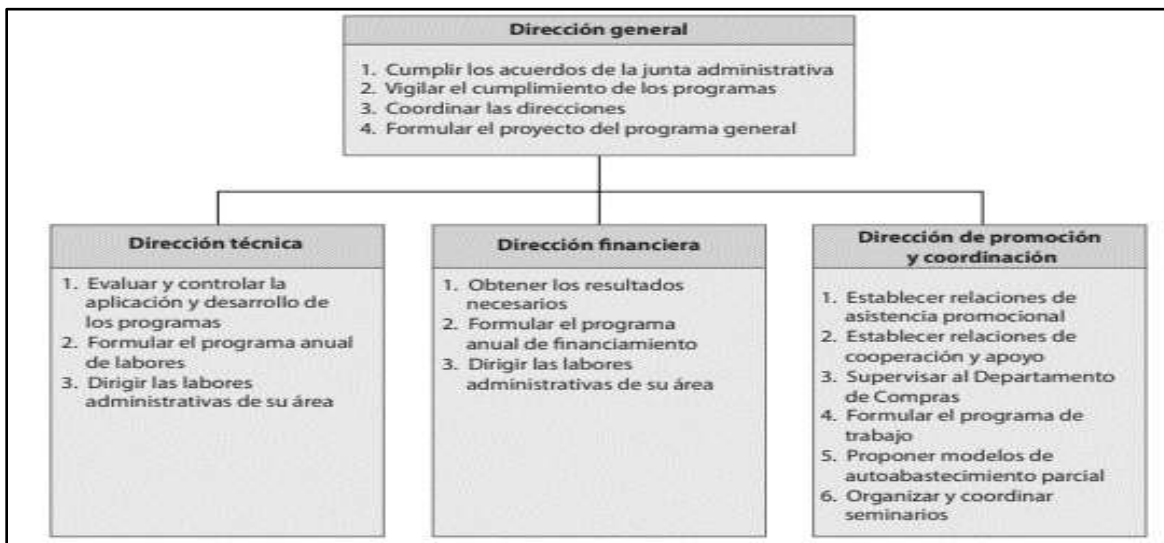 Dirección general
1. Cumplir los acuerdos de la junta administrativa
2. Vigilar el cumplimiento de los programas
3. Coordinar las direcciones
4. Formular el proyecto del programa general
Dirección técnica
1. Evaluar y controlar la
aplicación y desarrollo de
los programas
2. Formular el programa anual
de labores
3. Dirigir las labores
administrativas de su área
Dirección financiera
1. Obtener los resultados
necesarios
2. Formular el programa
anual de financiamiento
3. Dirigir las labores
administrativas de su área
Dirección de promoción
y coordinación
1. Establecer relaciones de
asistencia promocional
2. Establecer relaciones de
cooperación y apoyo
3. Supervisar al Departamento
de Compras
4. Formular el programa de
trabajo
5. Proponer modelos de
autoabastecimiento parcial
6. Organizar y coordinar
seminarios